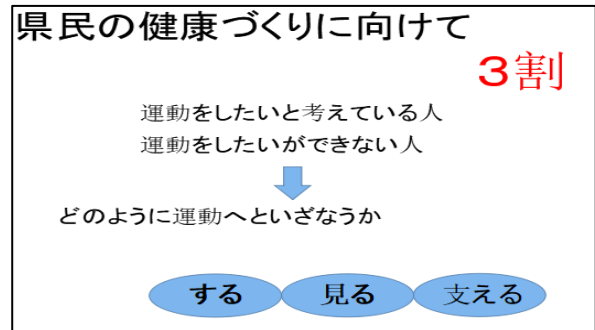 県民の健康づくりに向けて
３割
運動をしたいと考えている人
運動をしたいができない人
どのように運動へといざなうか
する 見る 支える